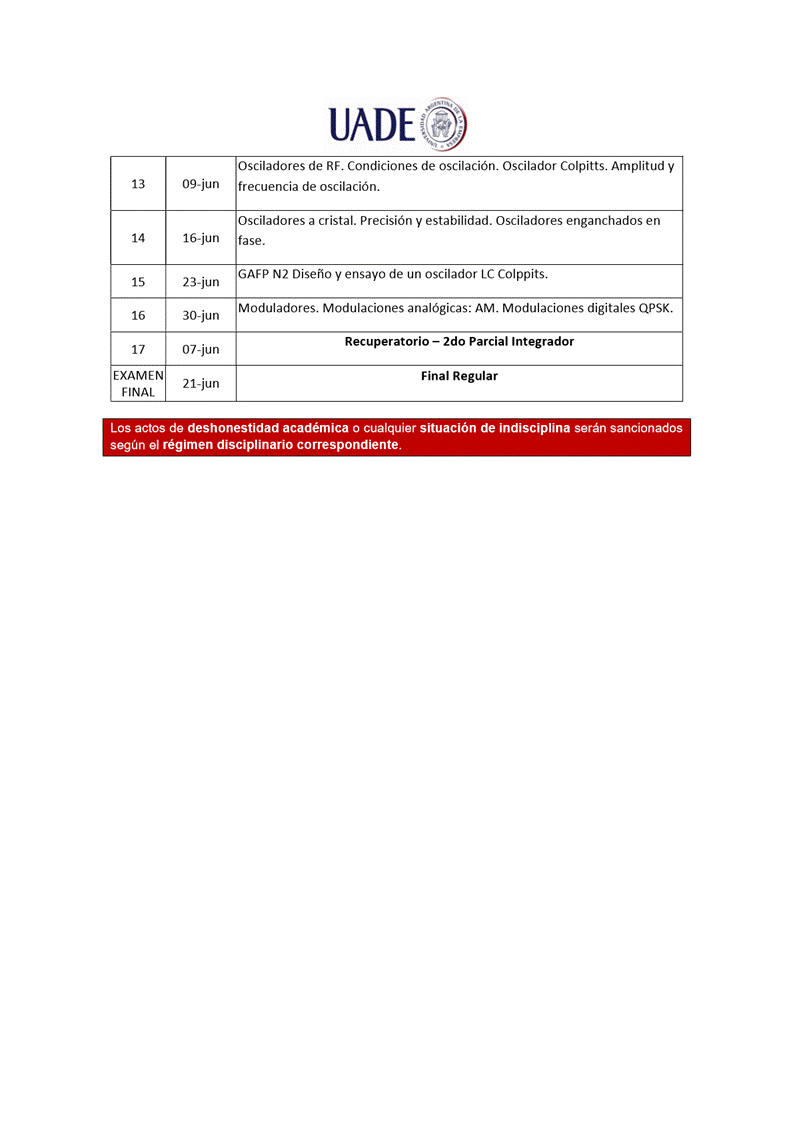 UADE
UNIVERSIDAD ARGENTINA DE LA EMPRESA
13
09-jun
Osciladores de RF. Condiciones de oscilación. Oscilador Colpitts. Amplitud y
frecuencia de oscilación.
14
16-jun
Osciladores a cristal. Precisión y estabilidad. Osciladores enganchados en
fase.
15
23-jun
GAFP N2 Diseño y ensayo de un oscilador LC Colppits.
16
30-jun
Moduladores. Modulaciones analógicas: AM. Modulaciones digitales QPSK.
17
07-jun
Recuperatorio – 2do Parcial Integrador
EXAMEN
FINAL
21-jun
Final Regular
Los actos de deshonestidad académica o cualquier situación de indisciplina serán sancionados
según el régimen disciplinario correspondiente.